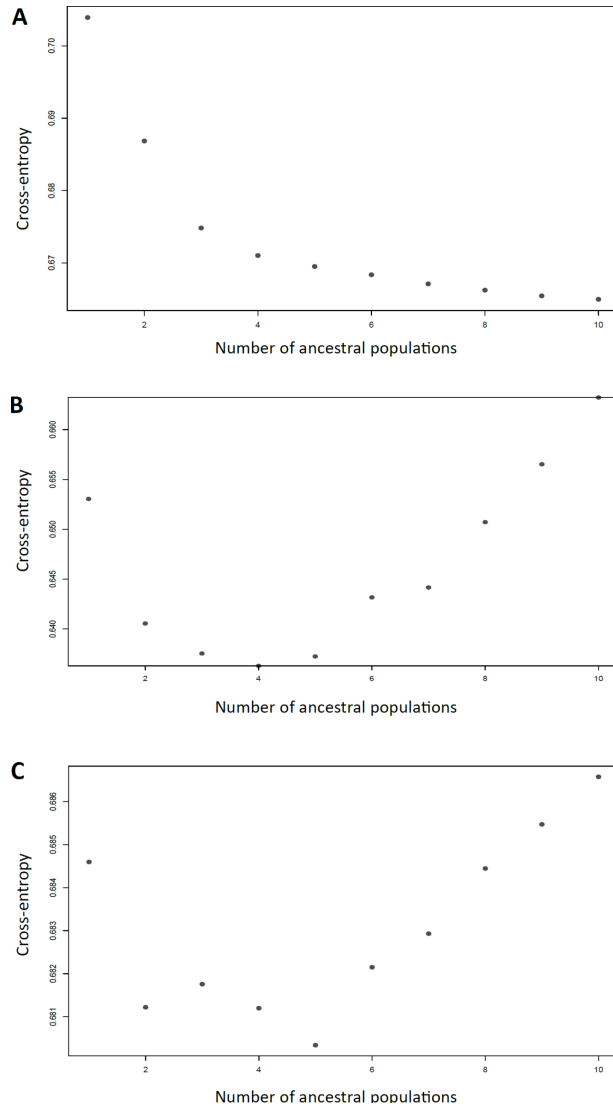 A
0.70
0.69
0.68
0.67
Cross-entropy
2 4 6 8 10
Number of ancestral populations
B
0.660
0.655
0.650
0.645
0.640
Cross-entropy
2 4 6 8 10
Number of ancestral populations
C
0.686
0.685
0.684
0.683
0.682
0.681
Cross-entropy
2 4 6 8 10
Number of ancestral populations